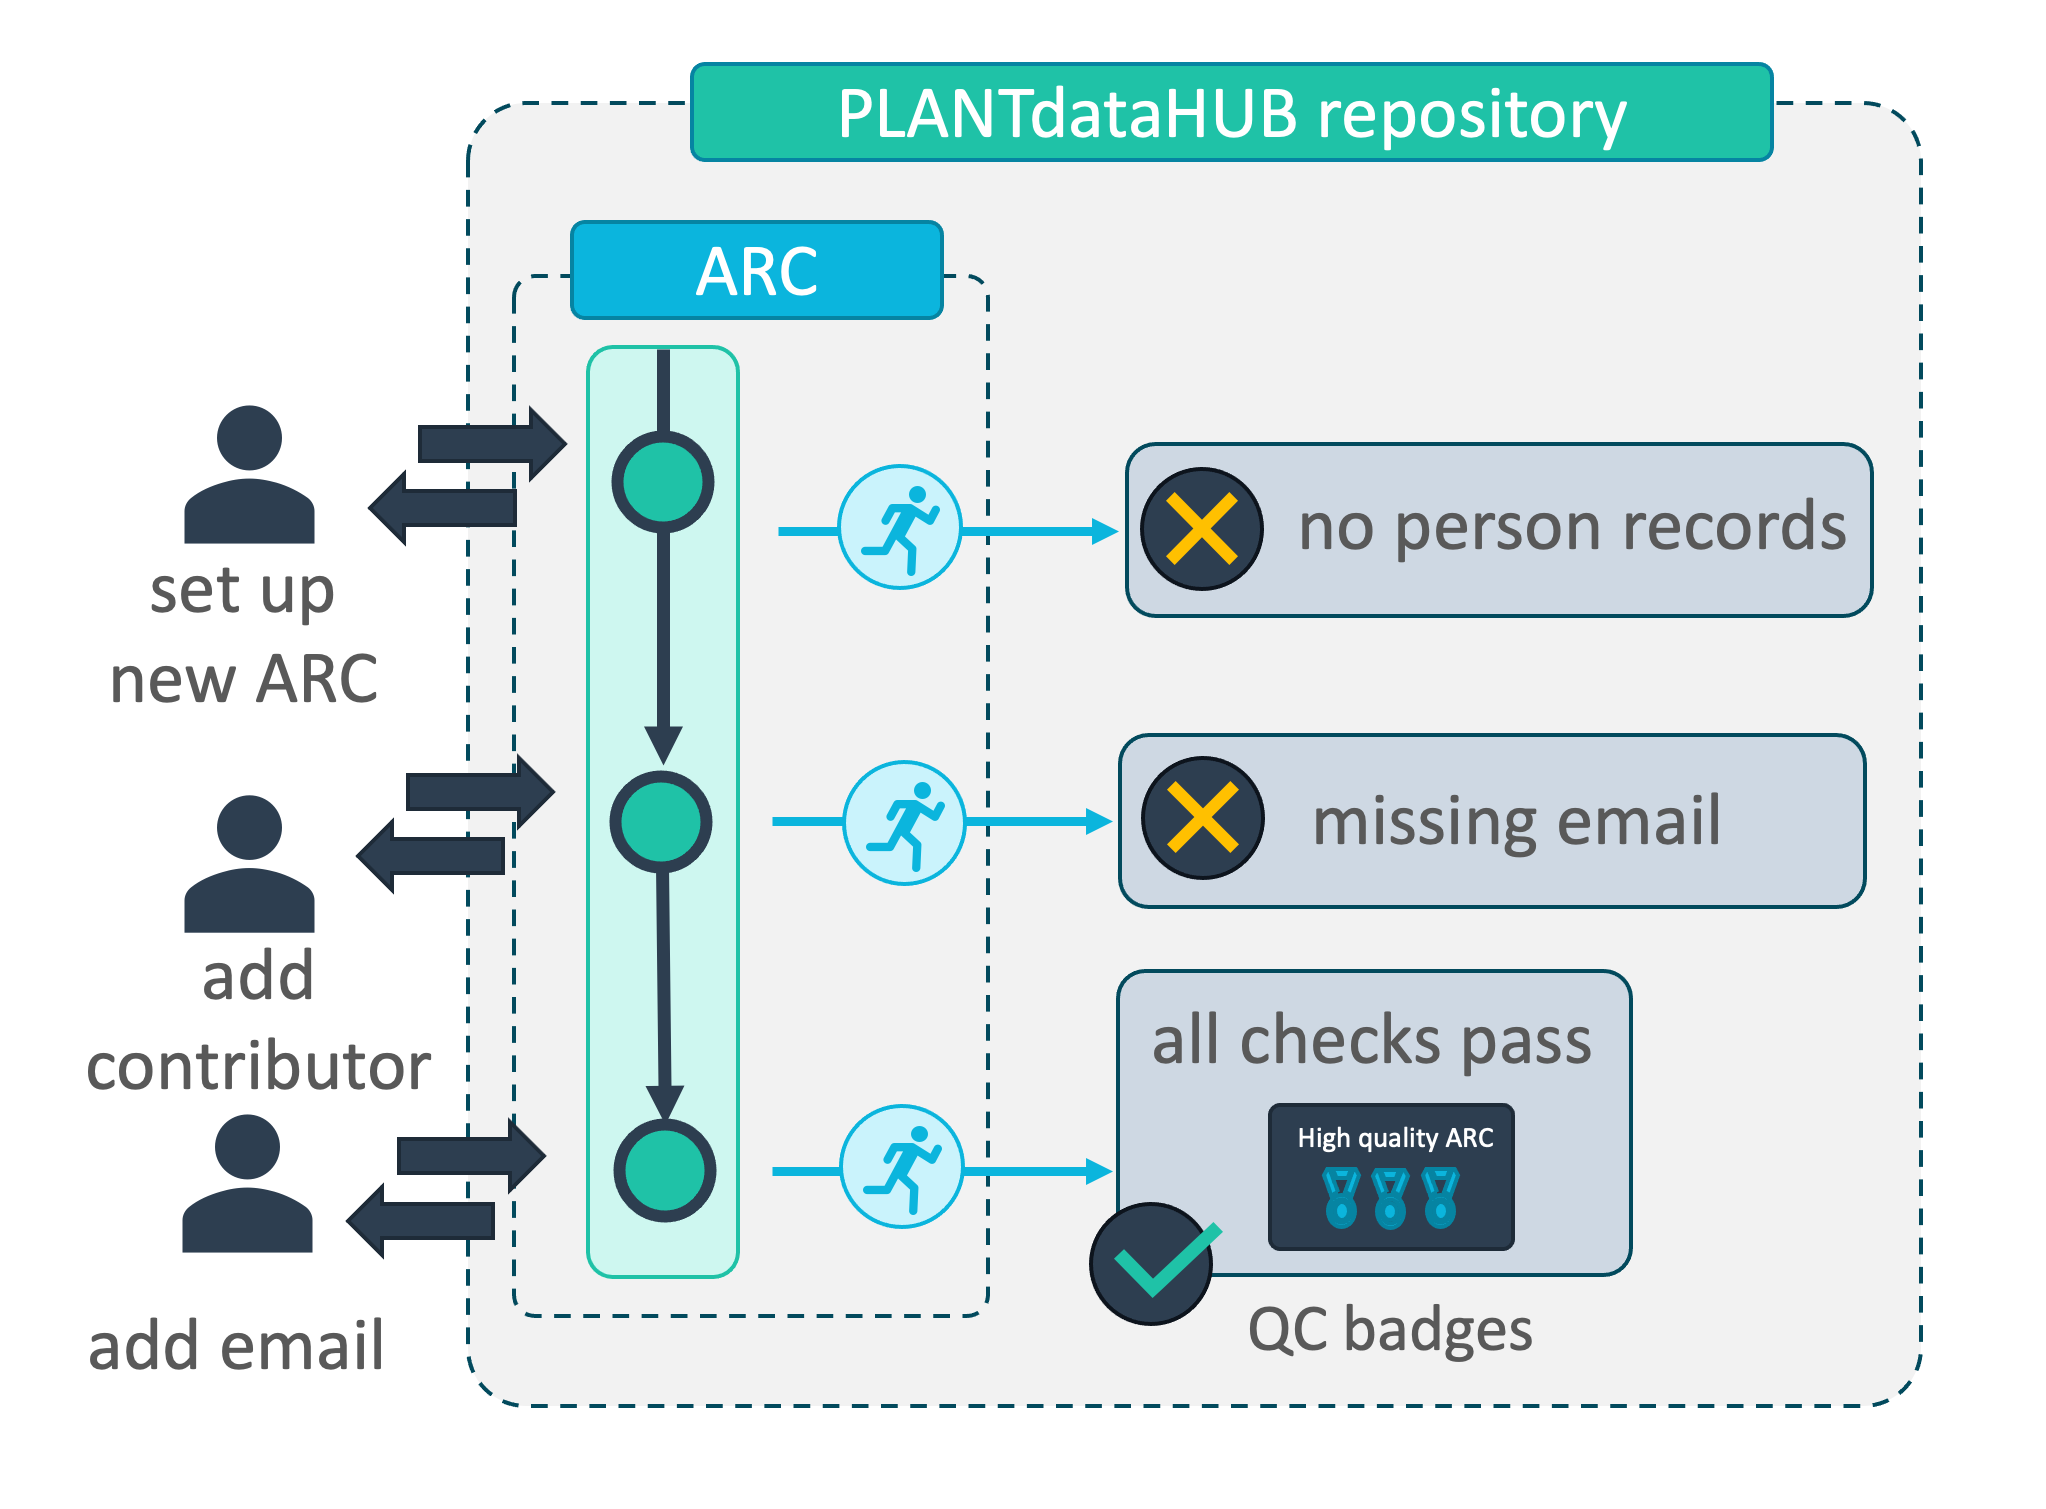 PLANTdataHUB repository
ARC
set up
new ARC
no person records
add
contributor
missing email
add email
all checks pass
High quality ARC
QC badges